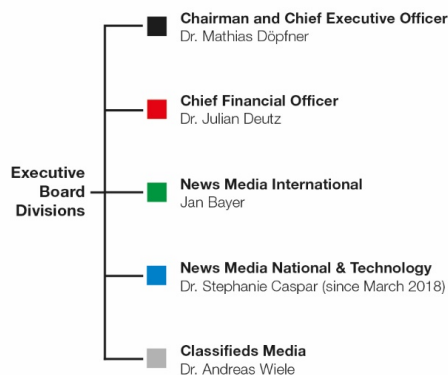 Chairman and Chief Executive Officer
Dr. Mathias Döpfner
Chief Financial Officer
Dr. Julian Deutz
Executive
Board
Divisions
News Media International
Jan Bayer
News Media National & Technology
Dr. Stephanie Caspar (since March 2018)
Classifieds Media
Dr. Andreas Wiele